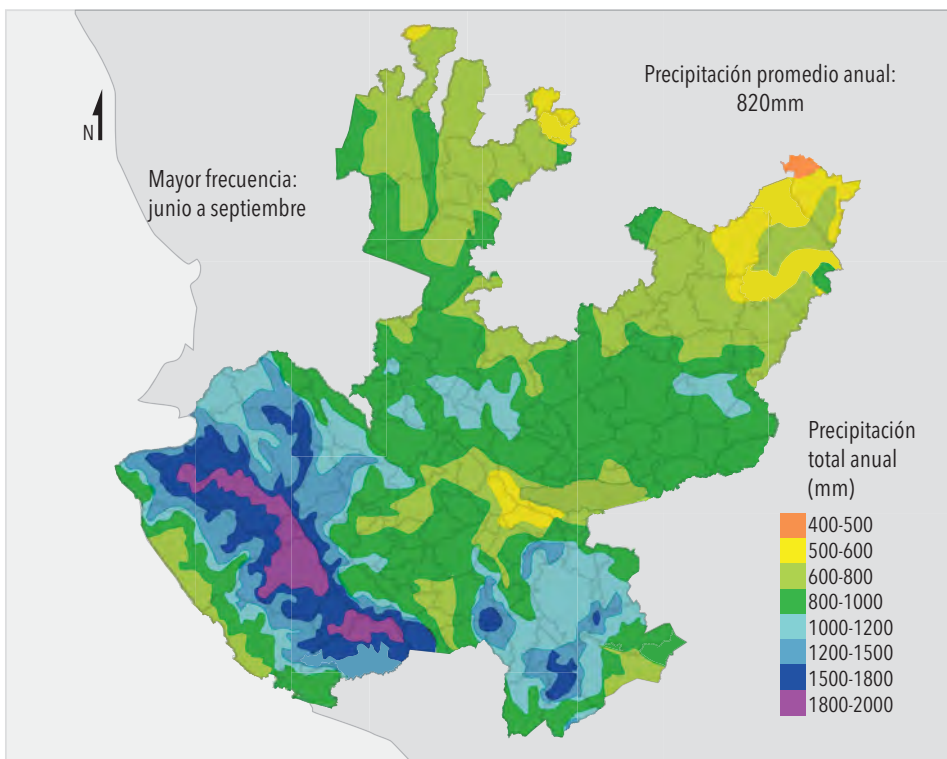 Precipitación promedio anual:
820mm
N
Mayor frecuencia:
junio a septiembre
Precipitación
total anual
(mm)
400-500
500-600
600-800
800-1000
1000-1200
1200-1500
1500-1800
1800-2000